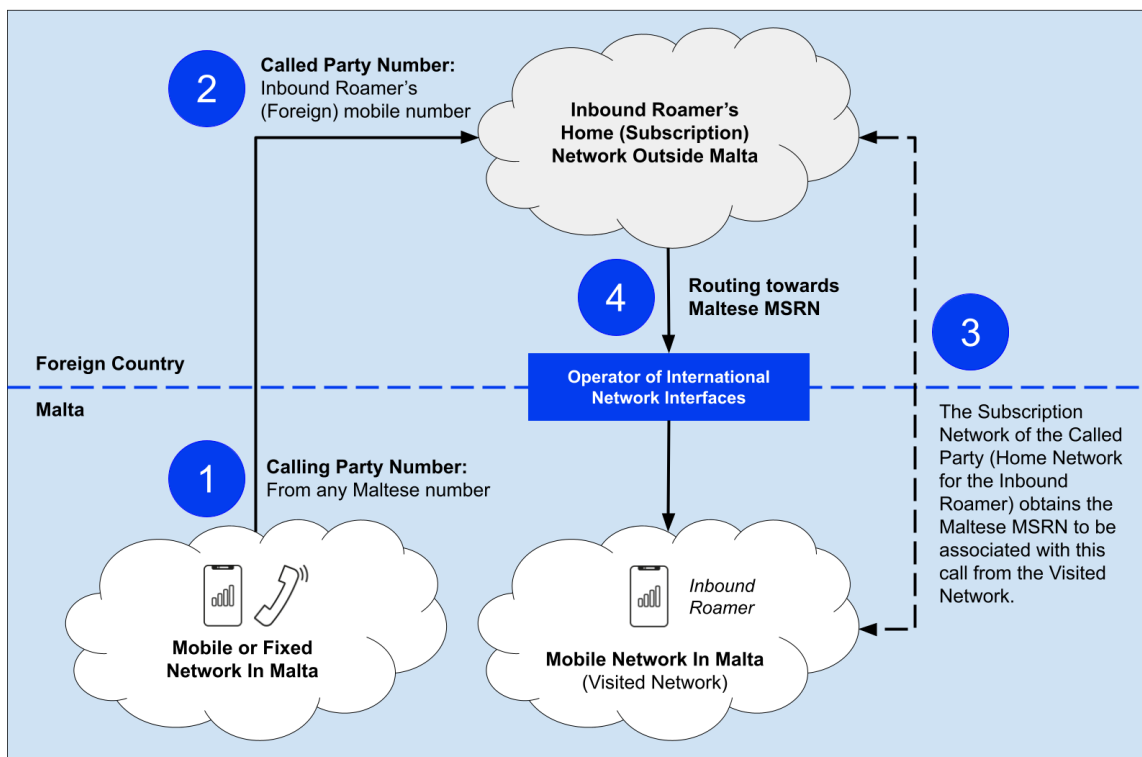 2
Called Party Number:
Inbound Roamer's
(Foreign) mobile number
Inbound Roamer's
Home (Subscription)
Network Outside Malta
4
Routing towards
Maltese MSRN
3
Foreign Country
Operator of International
Network Interfaces
Malta
The Subscription
Network of the Called
Party (Home Network
for the Inbound
Roamer) obtains the
Maltese MSRN to be
associated with this
call from the Visited
Network.
1
Calling Party Number:
From any Maltese number
Mobile or Fixed
Network In Malta
Inbound
Roamer
Mobile Network In Malta
(Visited Network)